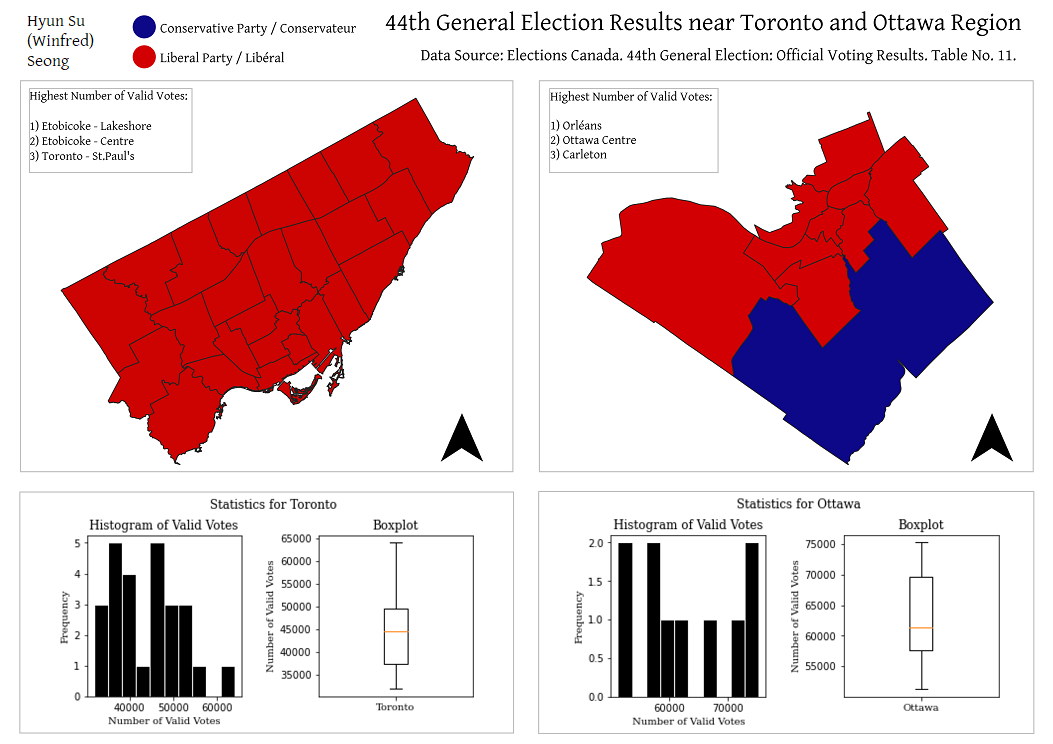 Hyun Su
(Winfred)
Seong
Conservative Party / Conservateur
Liberal Party / Libéral
44th General Election Results near Toronto and Ottawa Region
Data Source: Elections Canada. 44th General Election: Official Voting Results. Table No. 11.
Highest Number of Valid Votes:
1) Etobicoke - Lakeshore
2) Etobicoke - Centre
3) Toronto - St.Paul's
Highest Number of Valid Votes:
1) Orléans
2) Ottawa Centre
3) Carleton
Statistics for Toronto
Histogram of Valid Votes
Frequency
5
4
3
2
1
0
40000 50000 60000
Number of Valid Votes
Boxplot
Number of Valid Votes
65000
60000
55000
50000
45000
40000
35000
Toronto
Statistics for Ottawa
Histogram of Valid Votes
Frequency
2.0
1.5
1.0
0.5
0.0
60000 70000
Number of Valid Votes
Boxplot
Number of Valid Votes
75000
70000
65000
60000
55000
Ottawa